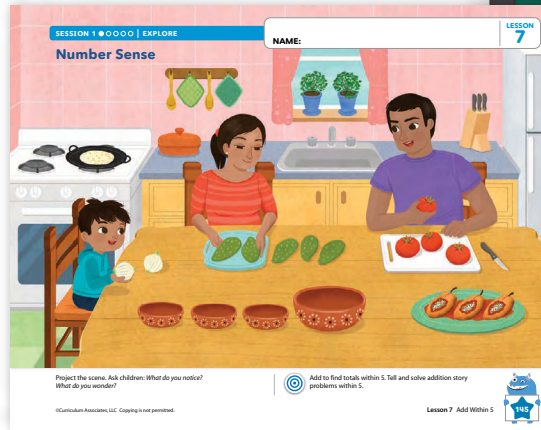 SESSION 1 ●○○○○ | EXPLORE
LESSON
7
NAME:
Number Sense
Project the scene. Ask children: What do you notice?
What do you wonder?
Add to find totals within 5. Tell and solve addition story
problems within 5.
©Curriculum Associates, LLC Copying is not permitted.
Lesson 7 Add Within 5
145